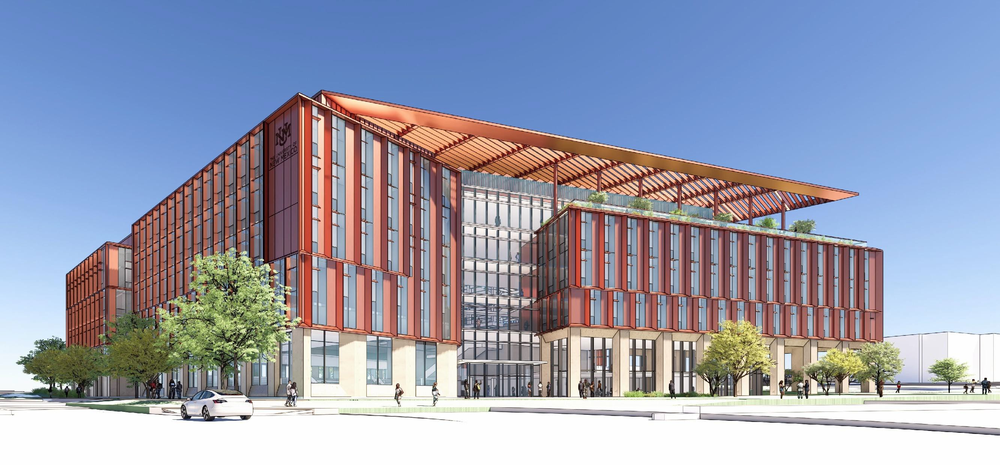 UNM
THE UNIVERSITY OF
NEW MEXICO